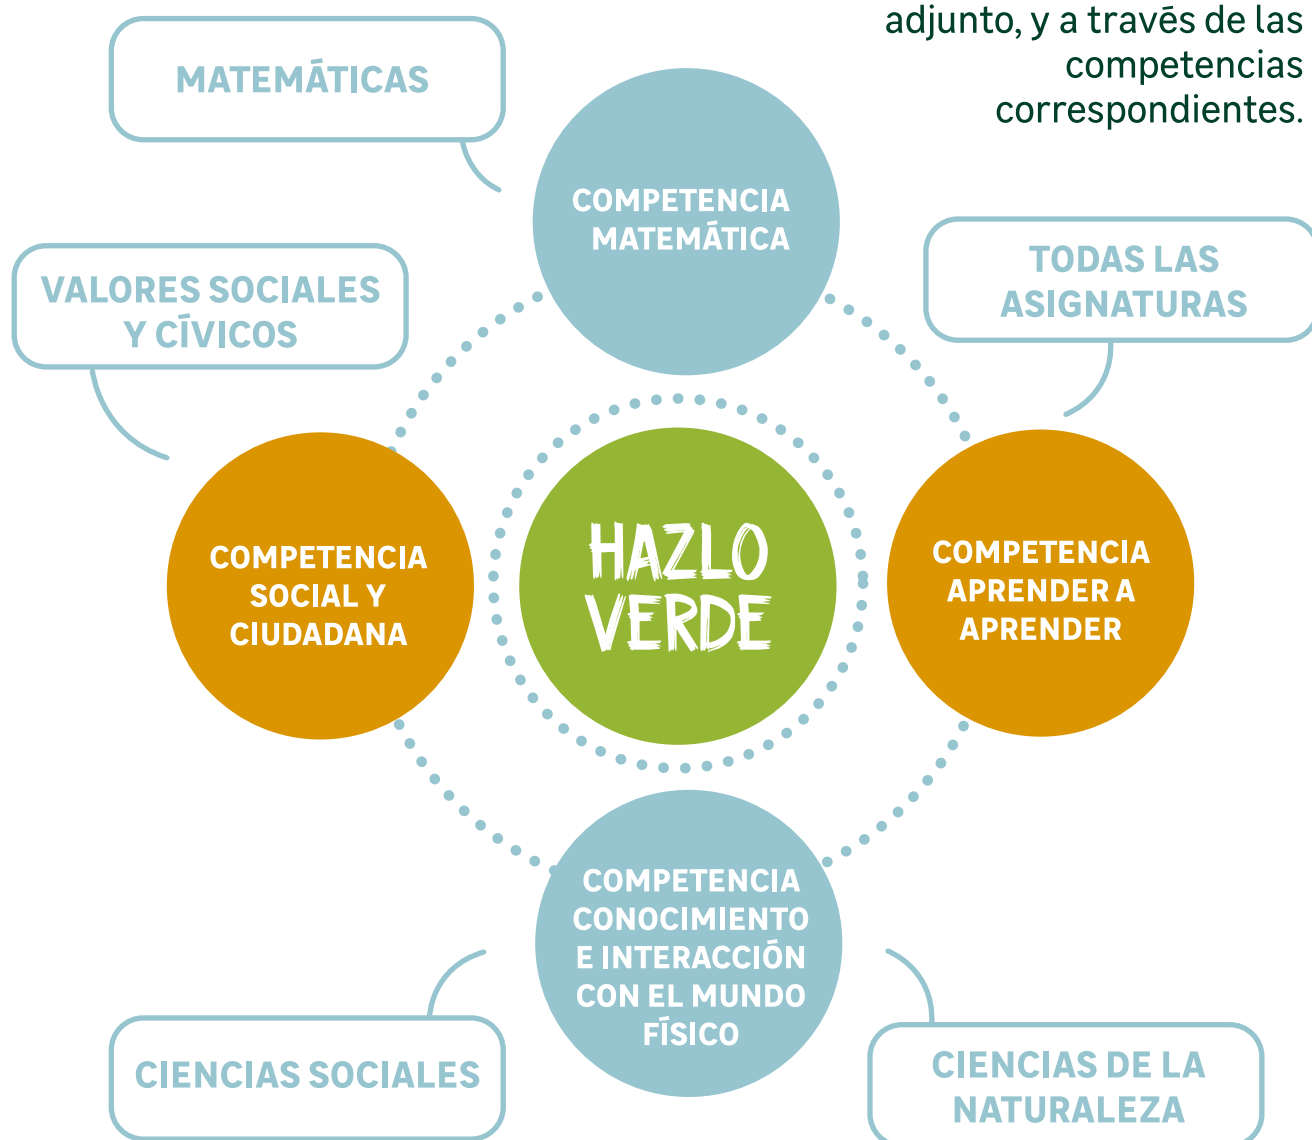 adjunto, y a través de las
competencias
correspondientes.
MATEMÁTICAS
COMPETENCIA
MATEMÁTICA
VALORES SOCIALES
Y CÍVICOS
TODAS LAS
ASIGNATURAS
COMPETENCIA
SOCIAL Y
CIUDADANA
HAZLO
VERDE
COMPETENCIA
APRENDER A
APRENDER
COMPETENCIA
CONOCIMIENTO
E INTERACCIÓN
CON EL MUNDO
FÍSICO
CIENCIAS SOCIALES
CIENCIAS DE LA
NATURALEZA